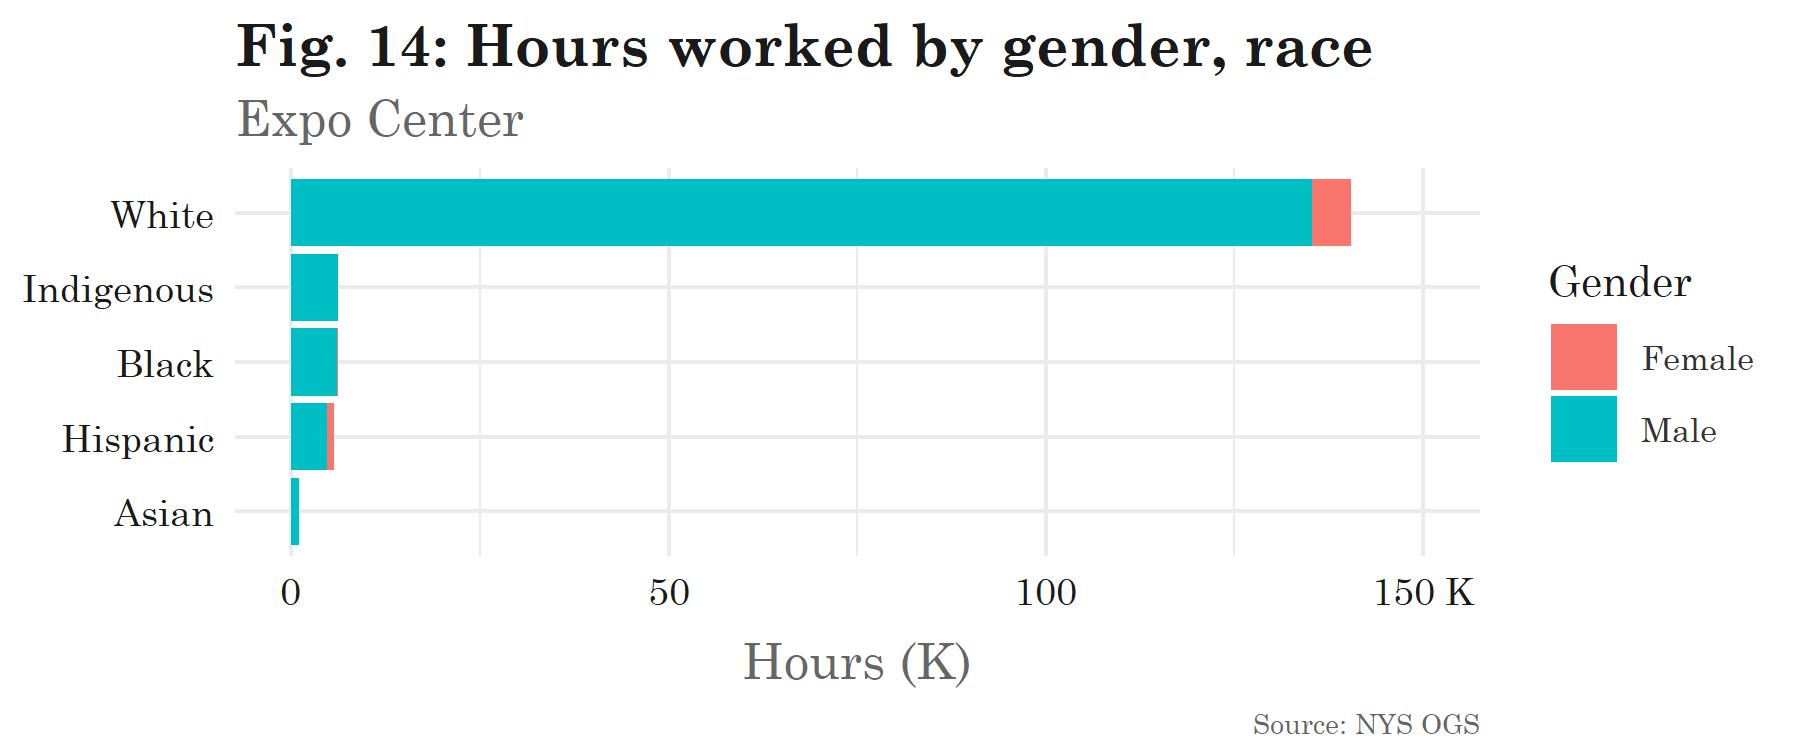 Fig. 14: Hours worked by gender, race
Expo Center
White
Indigenous
Black
Hispanic
Asian
0 50 100 150 K
Hours (K)
Gender
Female
Male
Source: NYS OGS